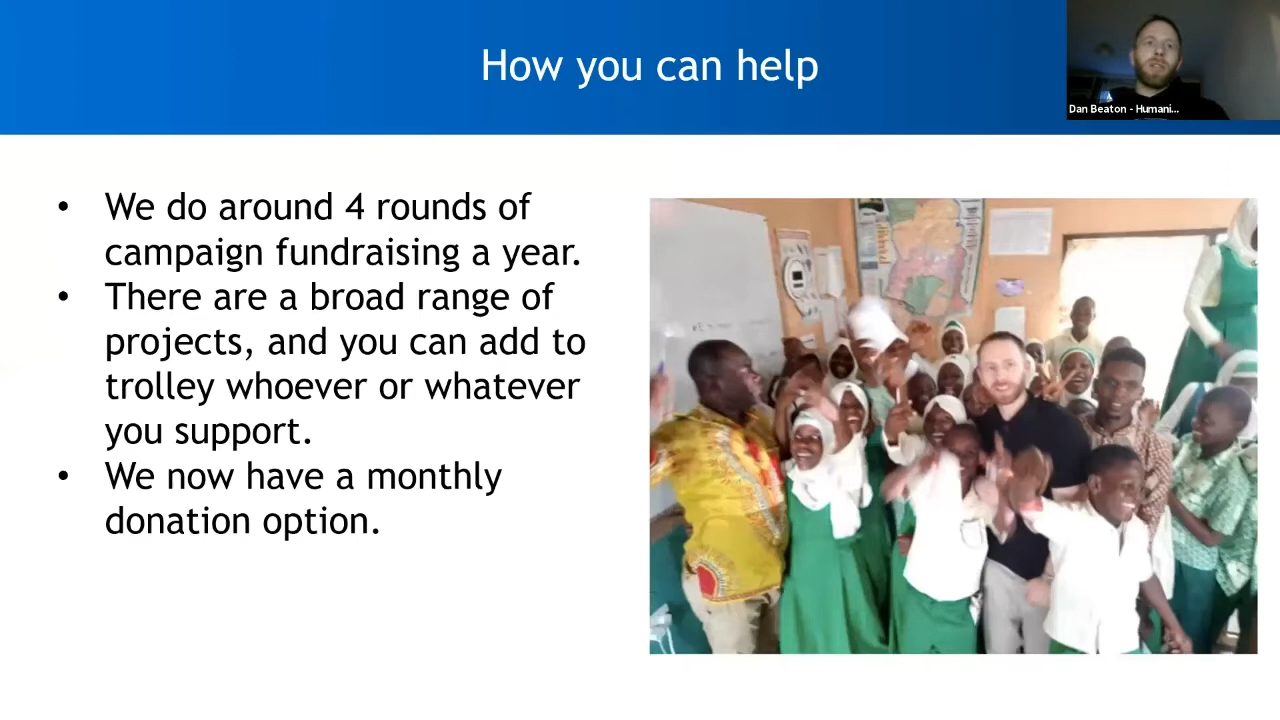 How you can help
Dan Beaton - Humani...
• We do around 4 rounds of
campaign fundraising a year.
• There are a broad range of
projects, and you can add to
trolley whoever or whatever
you support.
• We now have a monthly
donation option.